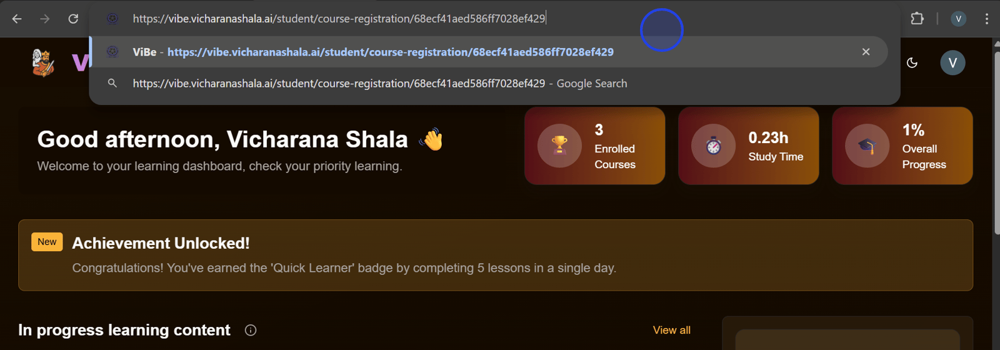 https://vibe.vicharanashala.ai/student/course-registration/68ecf41aed586ff7028ef429
V
ViBe - https://vibe.vicharanashala.ai/student/course-registration/68ecf41aed586ff7028ef429
https://vibe.vicharanashala.ai/student/course-registration/68ecf41aed586ff7028ef429 - Google Search
V
V
Good afternoon, Vicharana Shala 👋
Welcome to your learning dashboard, check your priority learning.
3
Enrolled
Courses
0.23h
Study Time
1%
Overall
Progress
New
Achievement Unlocked!
Congratulations! You've earned the 'Quick Learner' badge by completing 5 lessons in a single day.
In progress learning content
View all